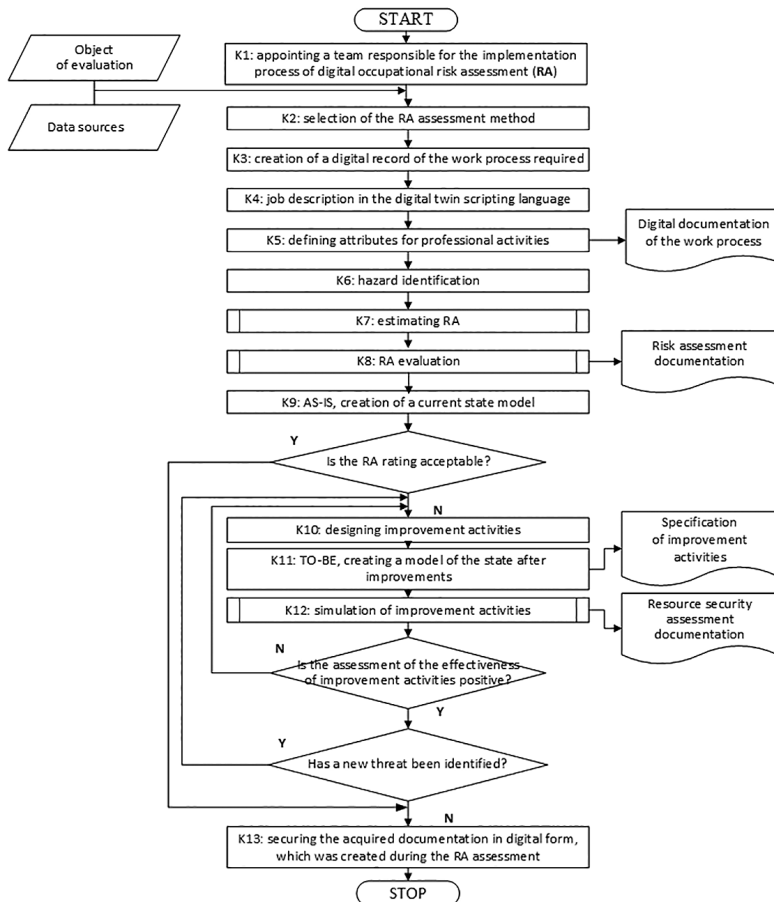 START
Object
of evaluation
K1: appointing a team responsible for the implementation
process of digital occupational risk assessment (RA)
Data sources
K2: selection of the RA assessment method
K3: creation of a digital record of the work process required
K4: job description in the digital twin scripting language
K5: defining attributes for professional activities
Digital documentation
of the work process
K6: hazard identification
K7: estimating RA
K8: RA evaluation
Risk assessment
documentation
K9: AS-IS, creation of a current state model
Y
Is the RA rating acceptable?
N
K10: designing improvement activities
Specification
of improvement
activities
K11: TO-BE, creating a model of the state after
improvements
K12: simulation of improvement activities
Resource security
assessment
documentation
N
Is the assessment of the effectiveness
of improvement activities positive?
Y
Y
Has a new threat been identified?
N
K13: securing the acquired documentation in digital form,
which was created during the RA assessment
STOP